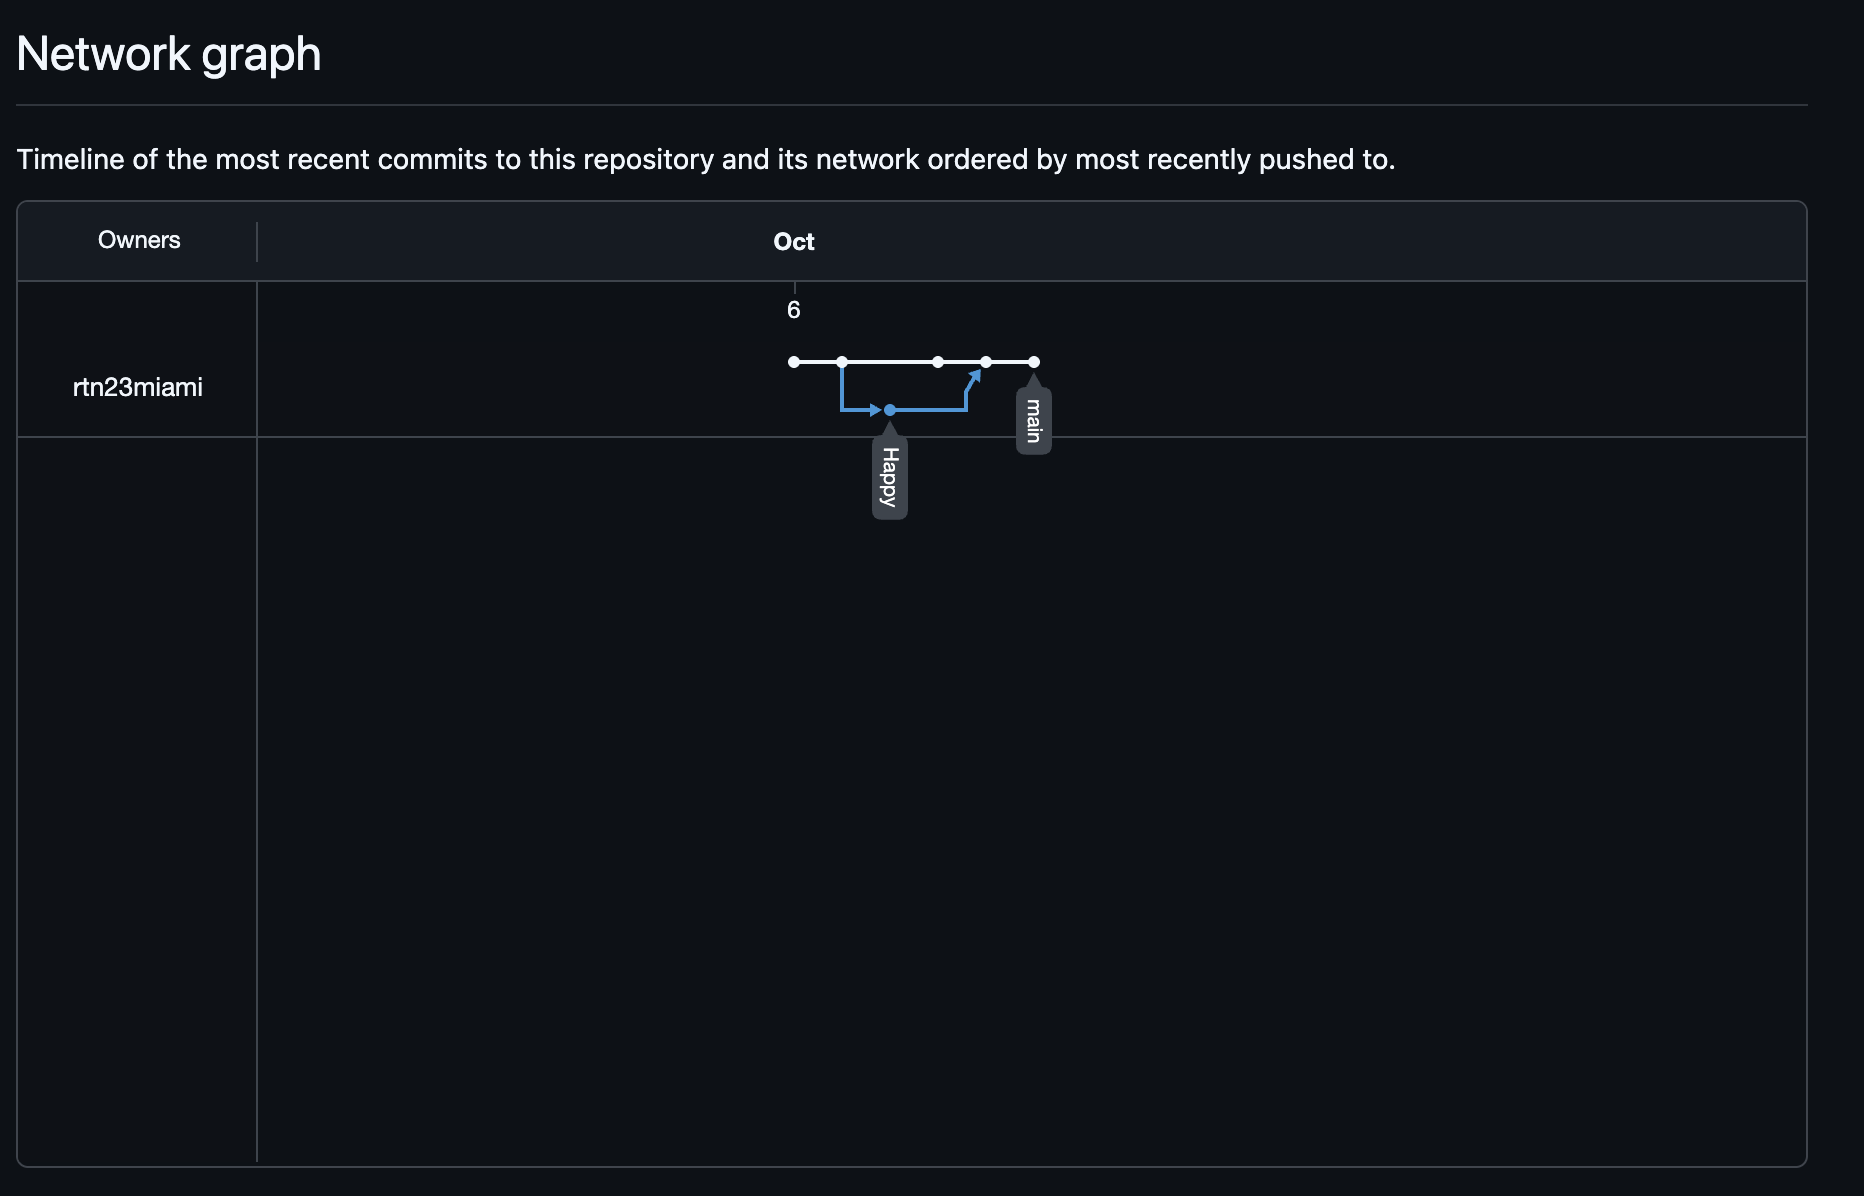 Network graph
Timeline of the most recent commits to this repository and its network ordered by most recently pushed to.
Owners
Oct
6
rtn23miami
main
Happy